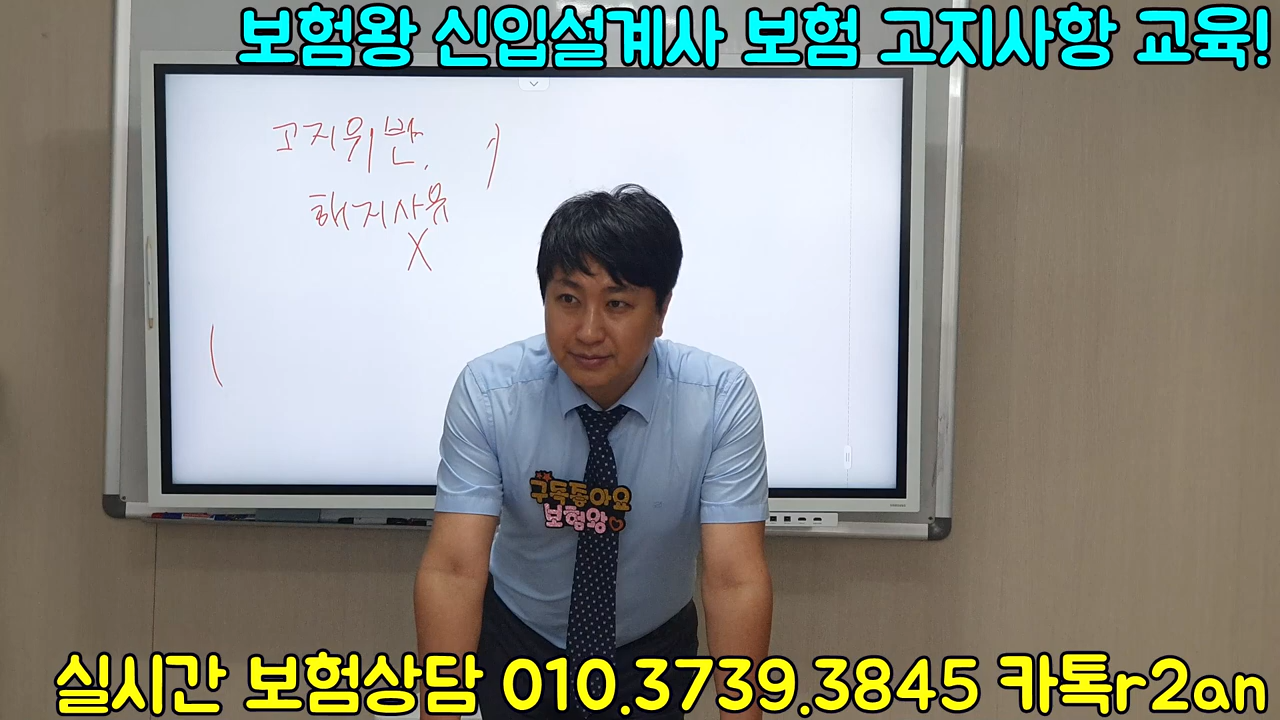 보험왕 신입설계사 보험 고지사항 교육!
고지위반,
해지사유
X
구독좋아요
보험왕♡
실시간 보험상담 010.3739.3845 카톡r2an